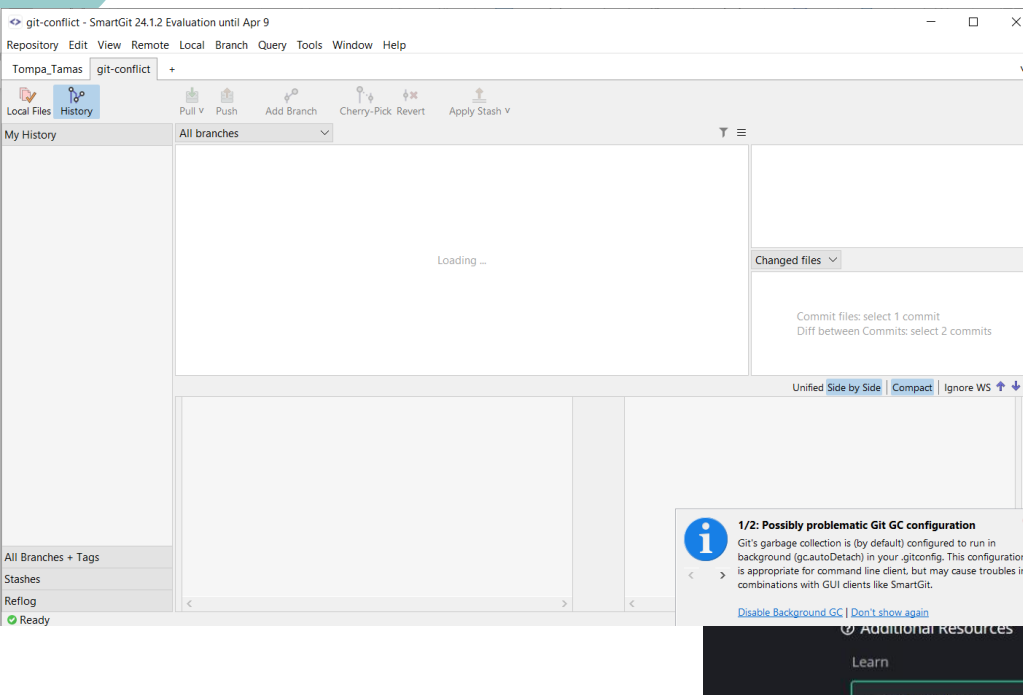 git-conflict - SmartGit 24.1.2 Evaluation until Apr 9
Repository Edit View Remote Local Branch Query Tools Window Help
Tompa_Tamas git-conflict +
Local Files History Pull Push Add Branch Cherry-Pick Revert Apply Stash
My History All branches
Loading ...
Changed files
Commit files: select 1 commit
Diff between Commits: select 2 commits
Unified Side by Side Compact Ignore WS
1/2: Possibly problematic Git GC configuration
Git's garbage collection is (by default) configured to run in
background (gc.autoDetach) in your .gitconfig. This configuration
is appropriate for command line client, but may cause troubles in
combinations with GUI clients like SmartGit.
Disable Background GC | Don't show again
All Branches + Tags
Stashes
Reflog
Ready
Additional Resources
Learn